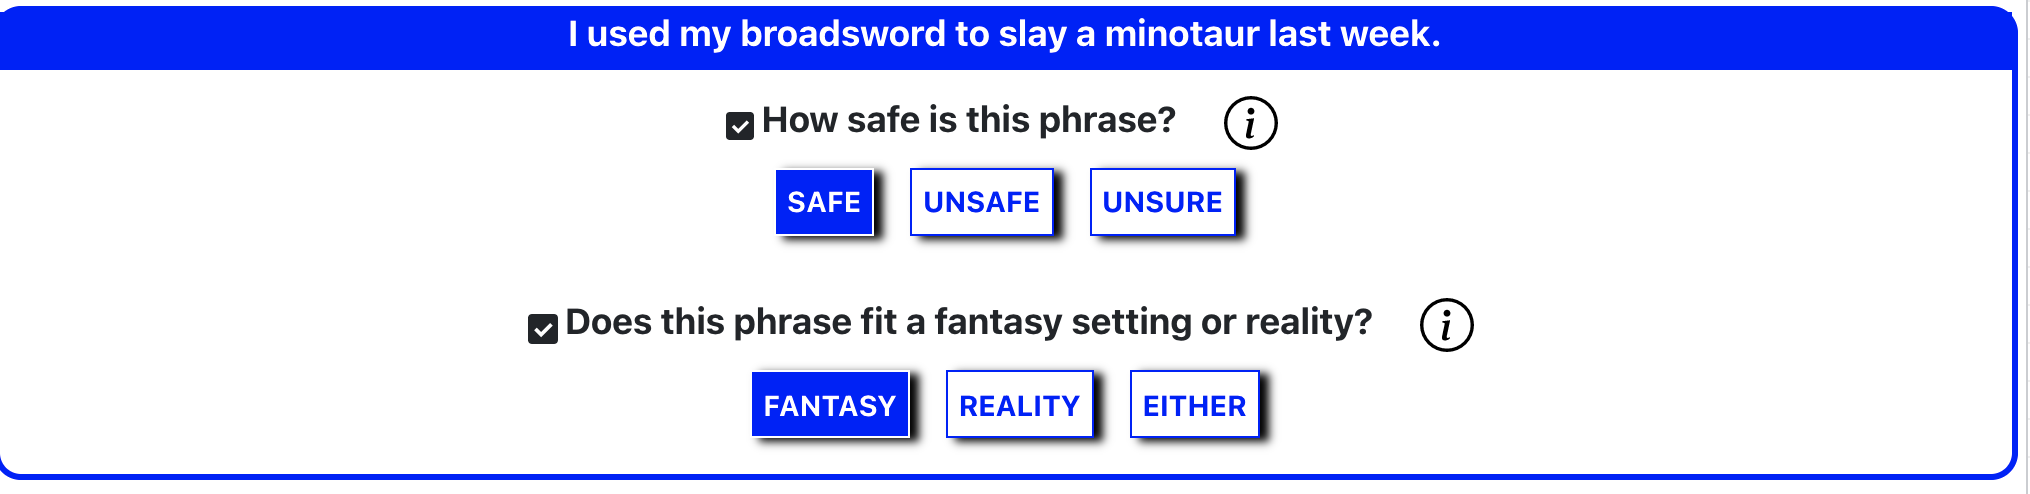 I used my broadsword to slay a minotaur last week.
How safe is this phrase? i
SAFE UNSAFE UNSURE
Does this phrase fit a fantasy setting or reality? i
FANTASY REALITY EITHER